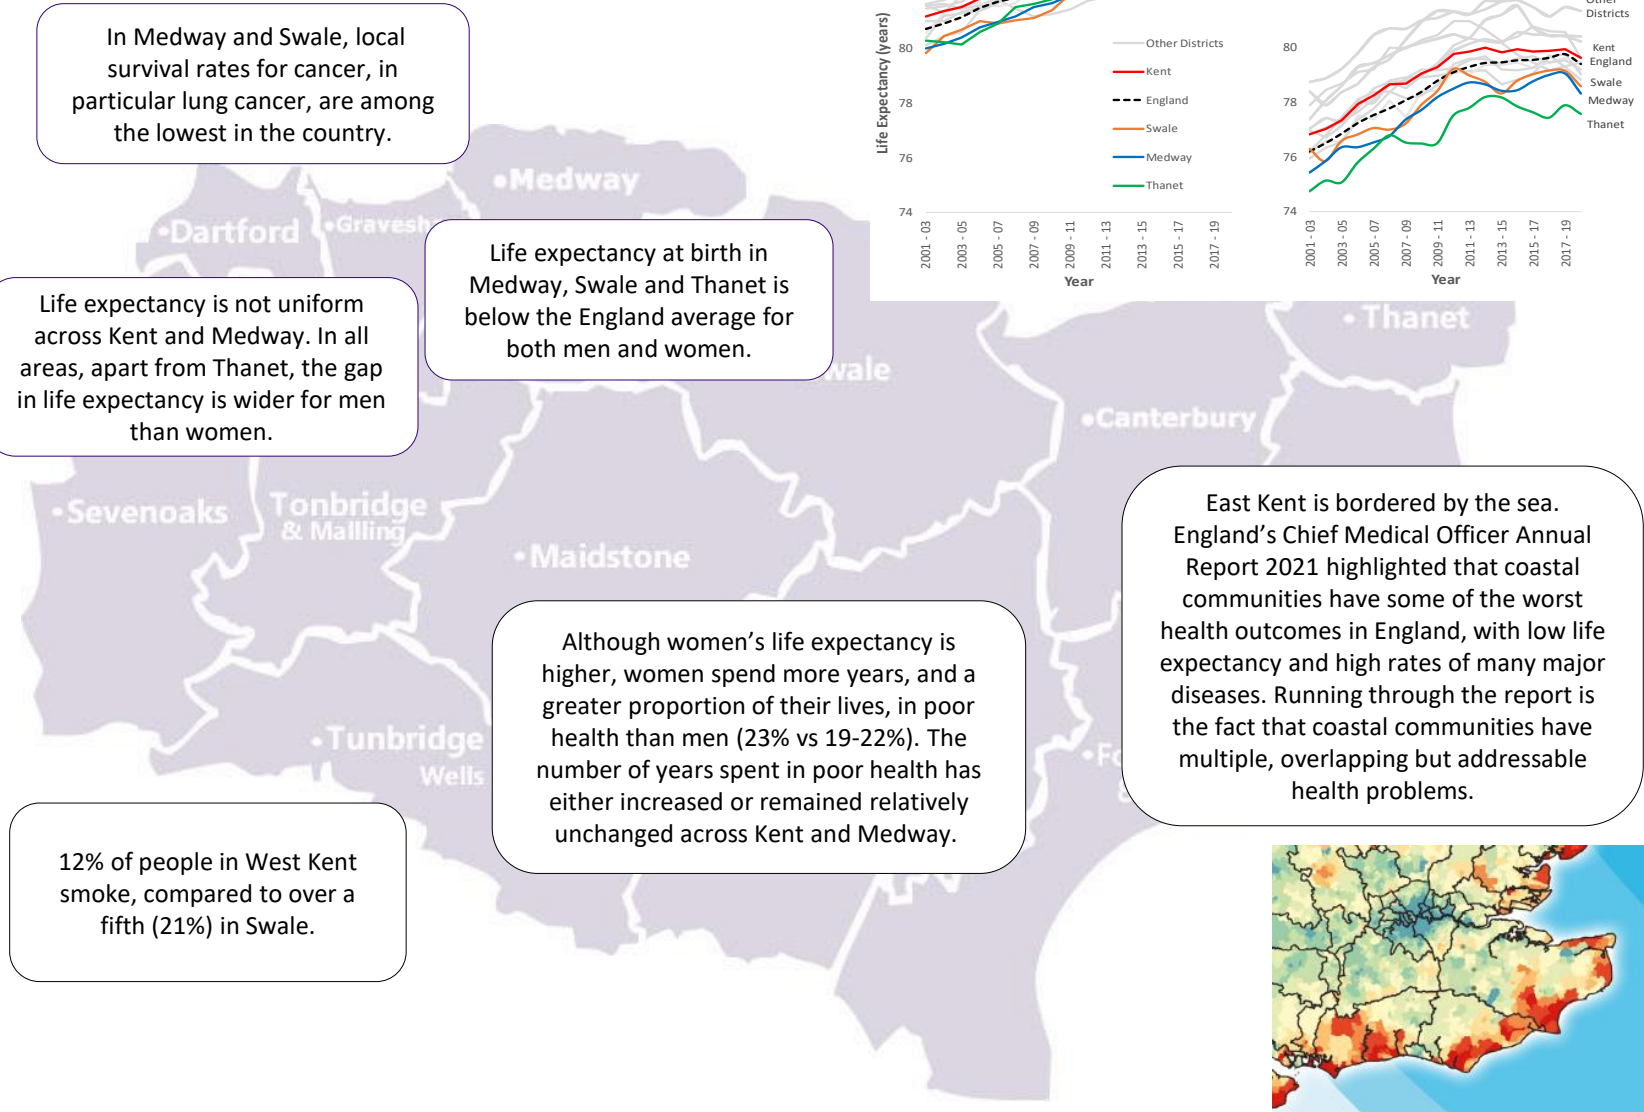 In Medway and Swale, local
survival rates for cancer, in
particular lung cancer, are among
the lowest in the country.
Life Expectancy (years)
80
78
76
74
Other Districts
Kent
England
Swale
Medway
Thanet
2001 - 03
2003 - 05
2005 - 07
2007 - 09
2009 - 11
2011 - 13
2013 - 15
2015 - 17
2017 - 19
Year
80
78
76
74
Other
Districts
Kent
England
Swale
Medway
Thanet
2001 - 03
2003 - 05
2005 - 07
2007 - 09
2009 - 11
2011 - 13
2013 - 15
2015 - 17
2017 - 19
Year
•Medway
•Dartford
•Gravesh
Life expectancy at birth in
Medway, Swale and Thanet is
below the England average for
both men and women.
Life expectancy is not uniform
across Kent and Medway. In all
areas, apart from Thanet, the gap
in life expectancy is wider for men
than women.
• Thanet
wale
•Canterbury
•Sevenoaks
Tonbridge
& Mallling
•Maidstone
East Kent is bordered by the sea.
England’s Chief Medical Officer Annual
Report 2021 highlighted that coastal
communities have some of the worst
health outcomes in England, with low life
expectancy and high rates of many major
diseases. Running through the report is
the fact that coastal communities have
multiple, overlapping but addressable
health problems.
Although women’s life expectancy is
higher, women spend more years, and a
greater proportion of their lives, in poor
health than men (23% vs 19-22%). The
number of years spent in poor health has
either increased or remained relatively
unchanged across Kent and Medway.
•Tunbridge
Wells
•Fo
12% of people in West Kent
smoke, compared to over a
fifth (21%) in Swale.